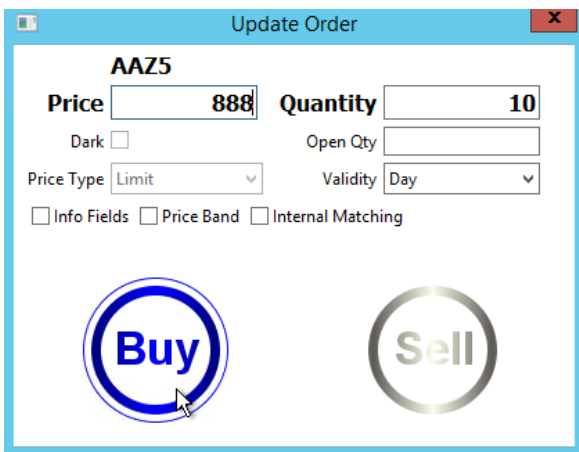 Update Order
x
AAZ5
Price 888 Quantity 10
Dark Open Qty
Price Type Limit Validity Day
Info Fields Price Band Internal Matching
Buy Sell